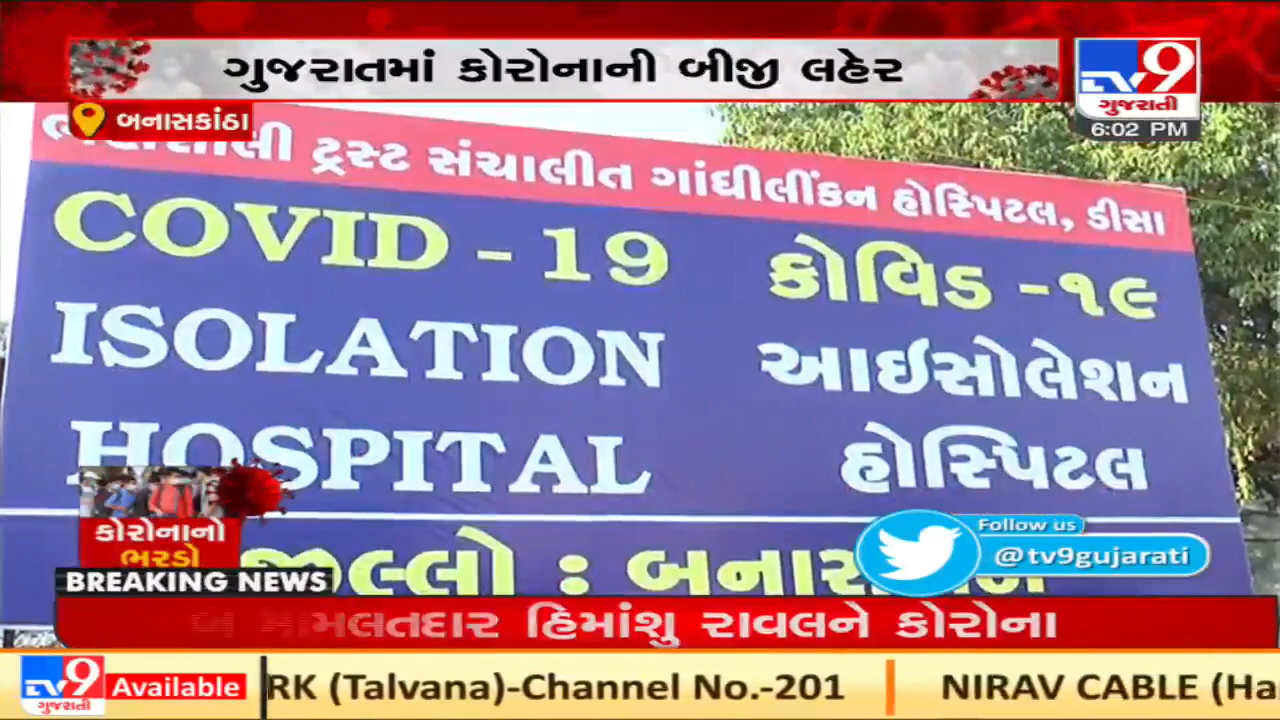 ગુજરાતમાં કોરોનાની બીજી લહેર
TV9
ગુજરાતી
6:02 PM
બનાસકાંઠા
ટ્રસ્ટ સંચાલીત ગાંધીલીંકન હોસ્પિટલ, ડીસા
COVID - 19 કોવિડ - ૧૯
ISOLATION આઇસોલેશન
HOSPITAL હોસ્પિટલ
જીલ્લો :
Follow us
@tv9gujarati
કોરોનાનો
ભરડો
BREAKING NEWS
મામલતદાર હિમાંશુ રાવલને કોરોના
TV9
ગુજરાતી
Available
RK (Talvana)-Channel No.-201
NIRAV CABLE